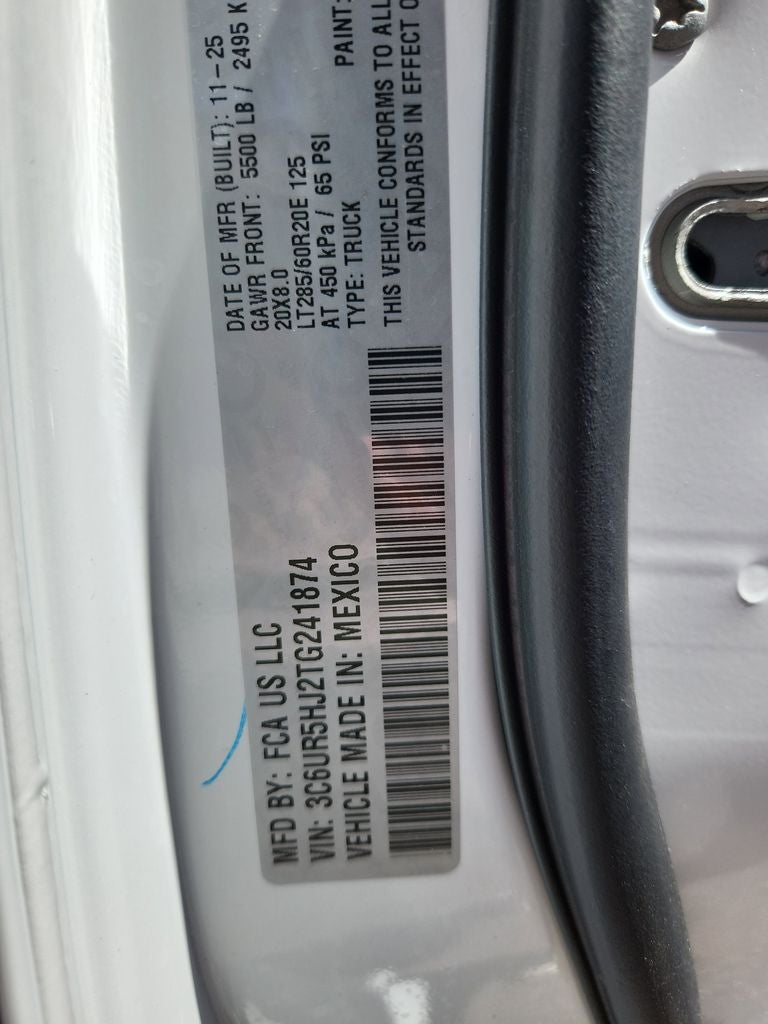 MFD BY: FCA US LLC
VIN: 3C6UR5HJ2TG241874
VEHICLE MADE IN: MEXICO
DATE OF MFR (BUILT): 11-25
GAWR FRONT: 5500 LB / 2495 K
20X8.0
LT285/60R20E 125
AT 450 kPa / 65 PSI
TYPE: TRUCK PAINT:
THIS VEHICLE CONFORMS TO ALL
STANDARDS IN EFFECT O